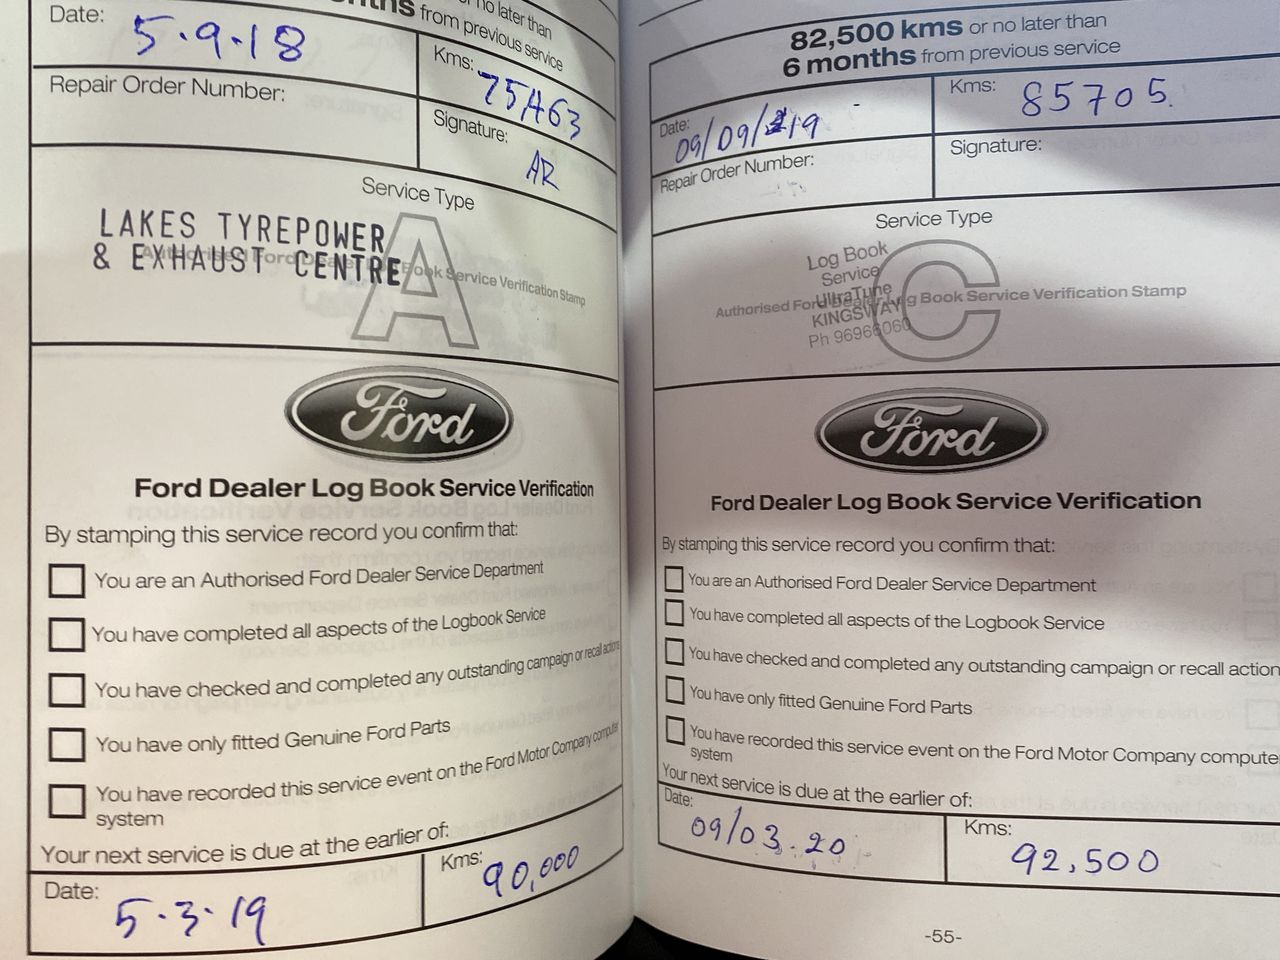 or no later than
from previous service
Date: 5.9.18
Kms: 75463
Repair Order Number:
Signature: AR
Service Type
A
LAKES TYREPOWER
& EXHAUST CENTRE
Book Service Verification Stamp
Ford
Ford Dealer Log Book Service Verification
By stamping this service record you confirm that:
You are an Authorised Ford Dealer Service Department
You have completed all aspects of the Logbook Service
You have checked and completed any outstanding campaign or recall actions
You have only fitted Genuine Ford Parts
You have recorded this service event on the Ford Motor Company computer
system
Your next service is due at the earlier of:
Date: 5.3.19
Kms: 90,000
82,500 kms or no later than
6 months from previous service
Date: 09/09/19
Kms: 85705.
Repair Order Number:
Signature:
Service Type
C
Log Book
Service
UltraTune
KINGSWAY
Ph 96966060
Authorised Ford Dealer Log Book Service Verification Stamp
Ford
Ford Dealer Log Book Service Verification
By stamping this service record you confirm that:
You are an Authorised Ford Dealer Service Department
You have completed all aspects of the Logbook Service
You have checked and completed any outstanding campaign or recall action
You have only fitted Genuine Ford Parts
You have recorded this service event on the Ford Motor Company compute
system
Your next service is due at the earlier of:
Date: 09/03.20
Kms: 92,500
-55-